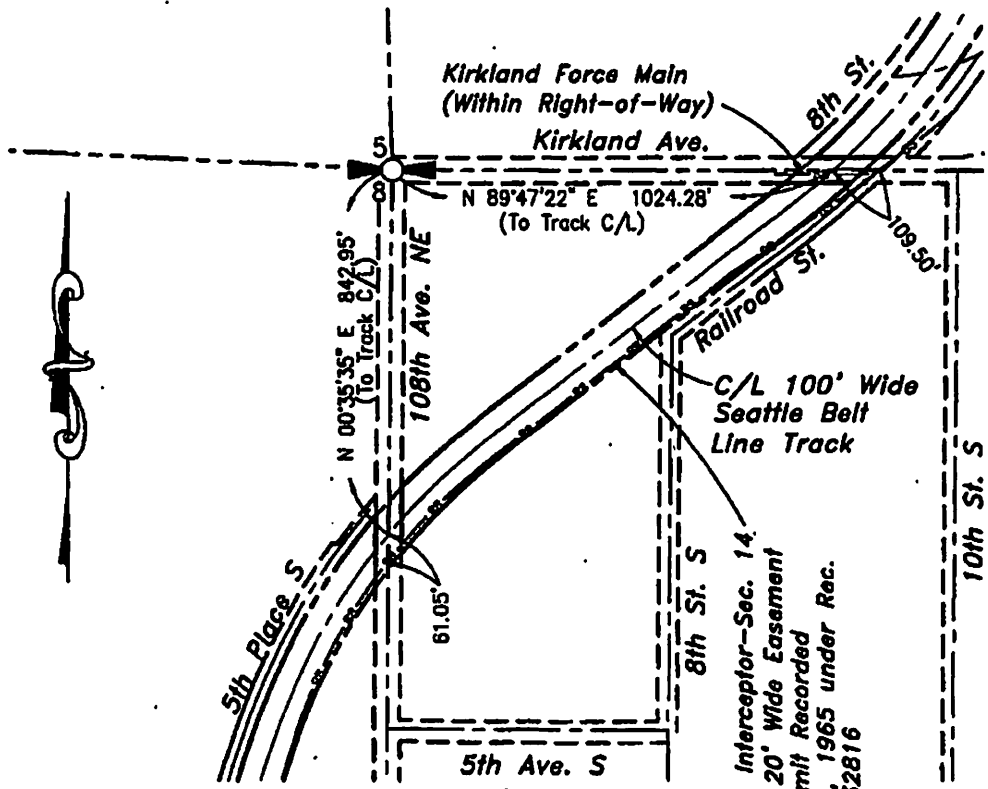 Kirkland Force Main
(Within Right-of-Way)
8th St.
Kirkland Ave.
5
8
N 89°47'22" E 1024.28'
(To Track C/L)
109.50'
N 00°35'35" E 842.95'
(To Track C/L)
108th Ave. NE
Railroad St.
C/L 100' Wide
Seattle Belt
Line Track
10th St. S
5th Place S
61.05'
8th St. S
Interceptor-Sec. 14.
20' Wide Easement
mit Recorded
1965 under Rec.
2816
5th Ave. S